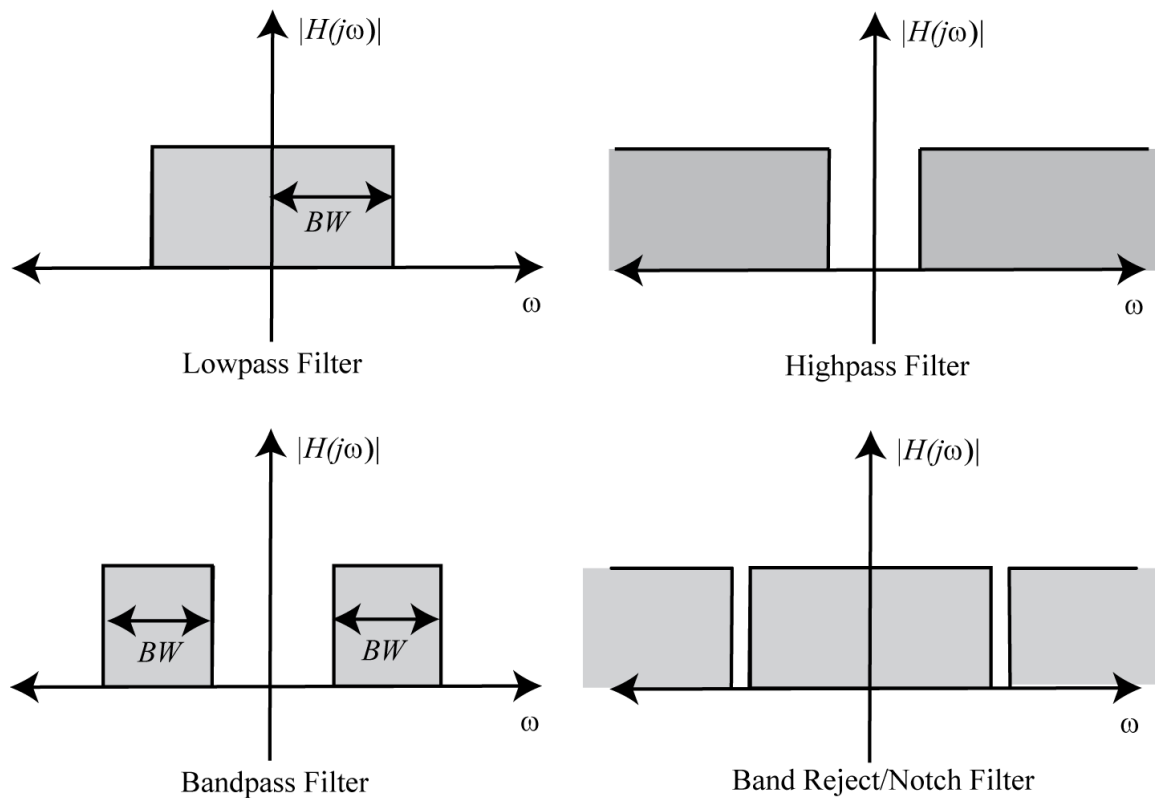 |H(jω)|
BW
ω
Lowpass Filter
|H(jω)|
ω
Highpass Filter
|H(jω)|
BW
BW
ω
Bandpass Filter
|H(jω)|
ω
Band Reject/Notch Filter